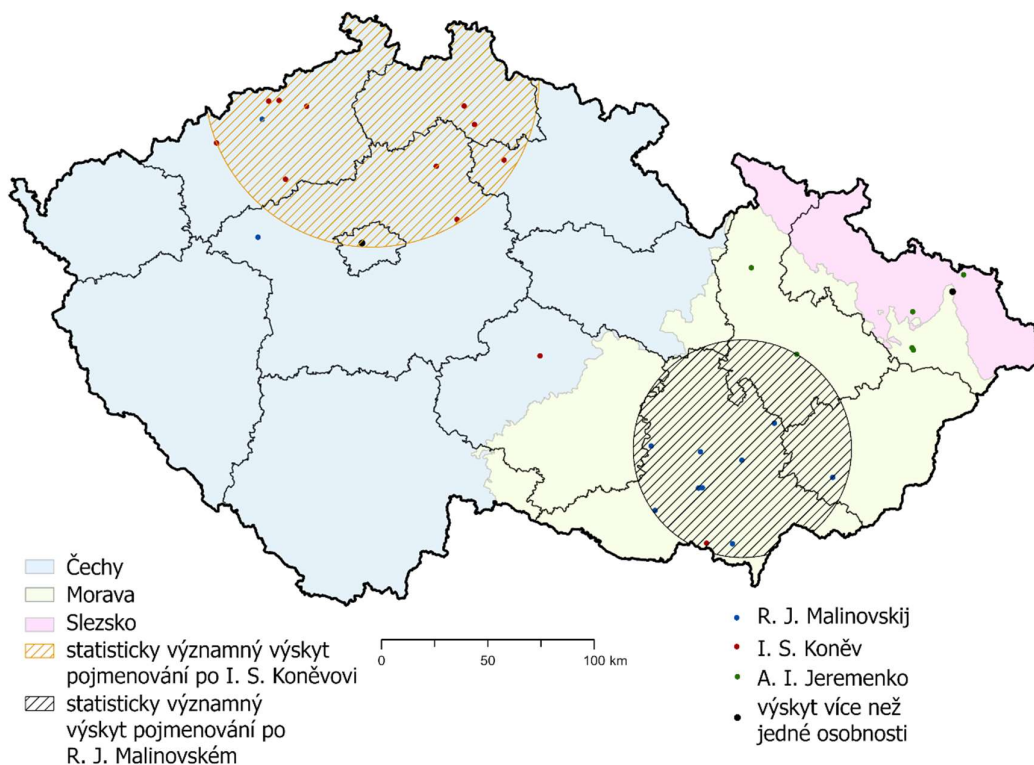 Čechy
Morava
Slezsko
statisticky významný výskyt
pojmenování po I. S. Koněvovi
statisticky významný
výskyt pojmenování po
R. J. Malinovském
0 50 100 km
R. J. Malinovskij
I. S. Koněv
A. I. Jeremenko
výskyt více než
jedné osobnosti